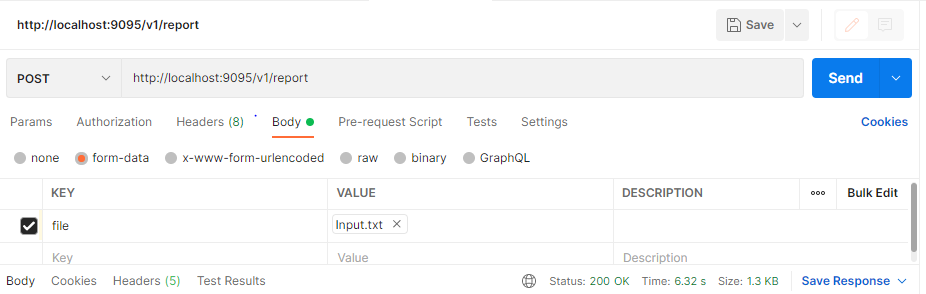 http://localhost:9095/v1/report Save
POST http://localhost:9095/v1/report Send
Params Authorization Headers (8) Body Pre-request Script Tests Settings Cookies
none form-data x-www-form-urlencoded raw binary GraphQL
KEY VALUE DESCRIPTION Bulk Edit
file Input.txt
Key Value Description
Body Cookies Headers (5) Test Results Status: 200 OK Time: 6.32 s Size: 1.3 KB Save Response